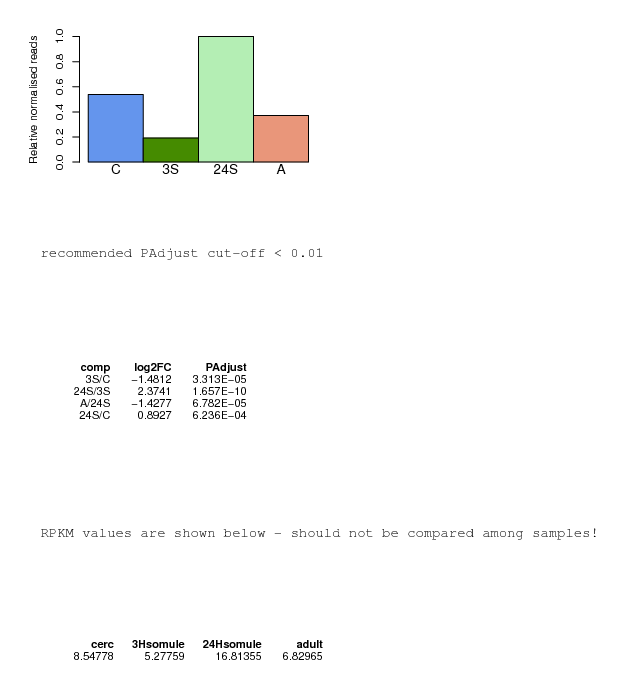 Relative normalised reads
1.0
0.8
0.6
0.4
0.2
0.0
C 3S 24S A
recommended PAdjust cut-off < 0.01
comp log2FC PAdjust
3S/C −1.4812 3.313E−05
24S/3S 2.3741 1.657E−10
A/24S −1.4277 6.782E−05
24S/C 0.8927 6.236E−04
RPKM values are shown below - should not be compared among samples!
cerc 3Hsomule 24Hsomule adult
8.54778 5.27759 16.81355 6.82965